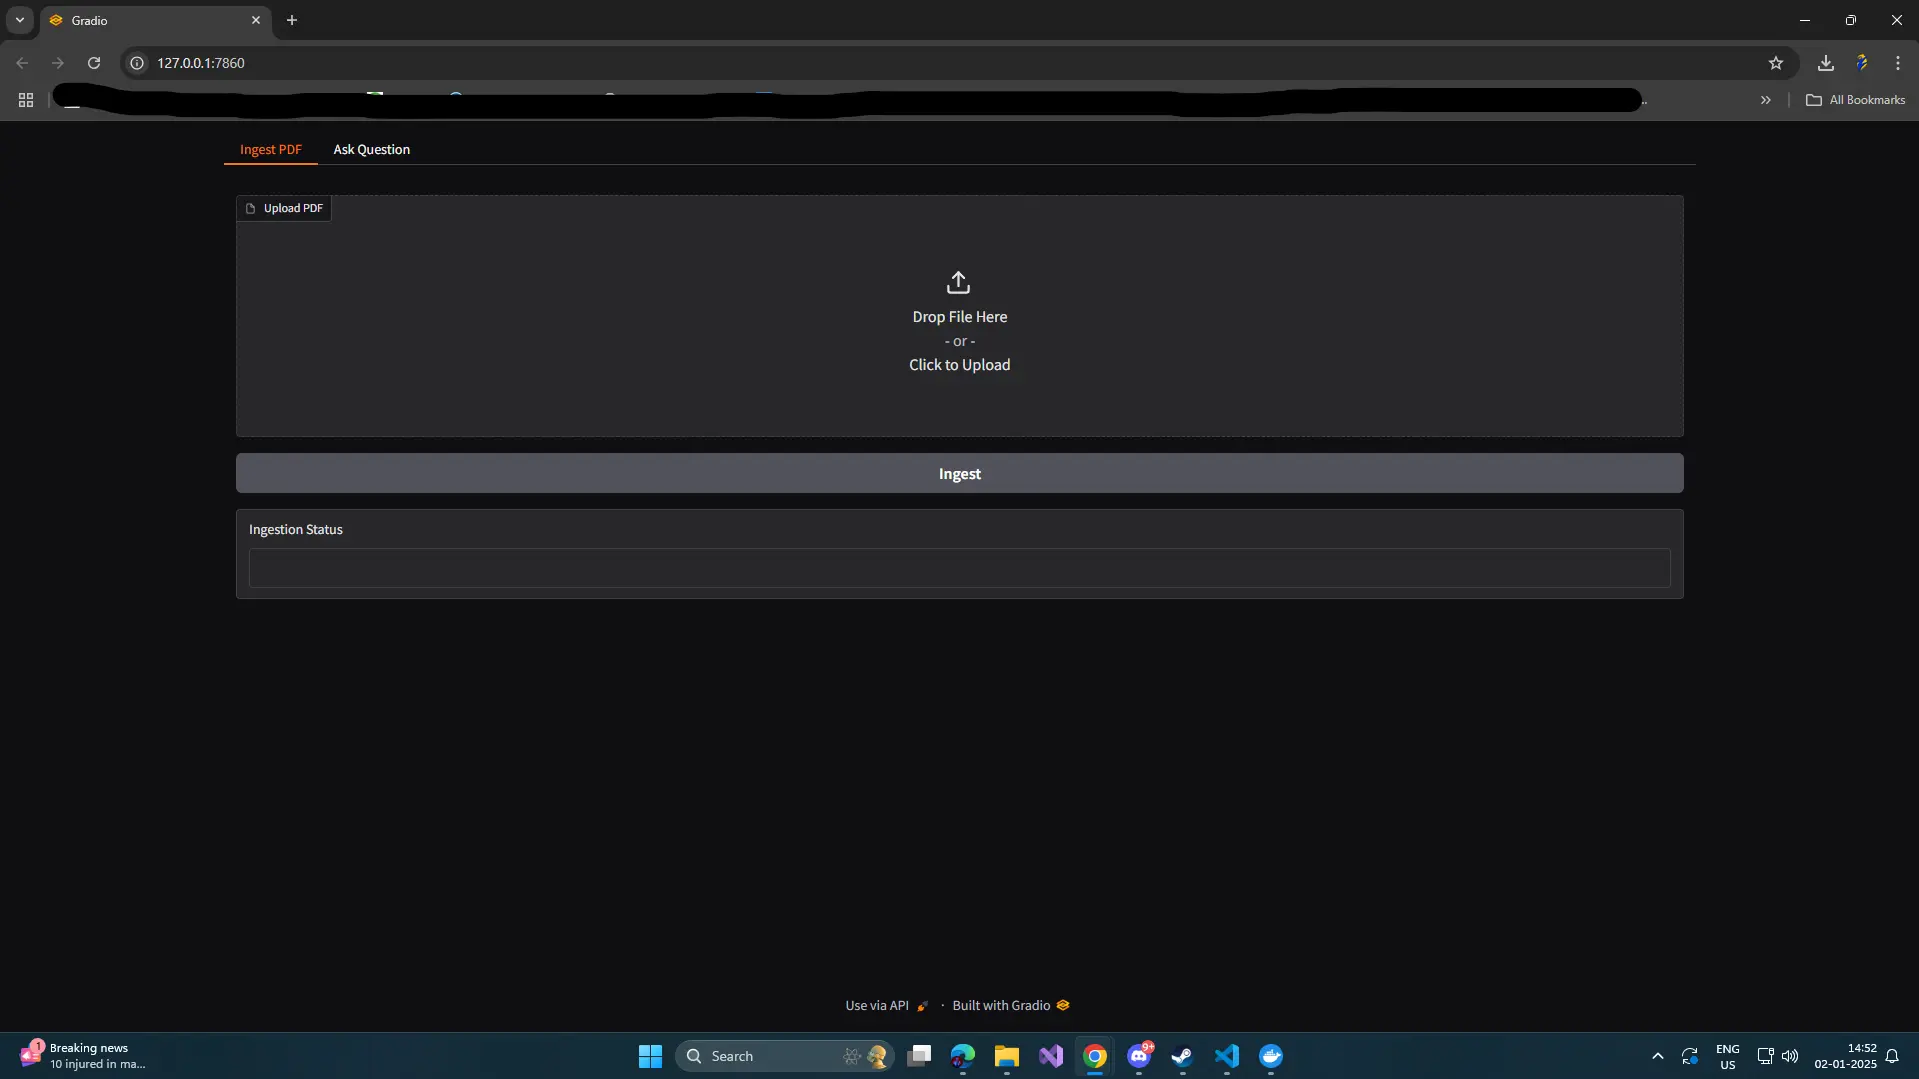 Gradio
127.0.0.1:7860
All Bookmarks
Ingest PDF
Ask Question
Upload PDF
Drop File Here
- or -
Click to Upload
Ingest
Ingestion Status
Use via API · Built with Gradio
1
Breaking news
10 injured in ma...
Search
9+
ENG
US
14:52
02-01-2025